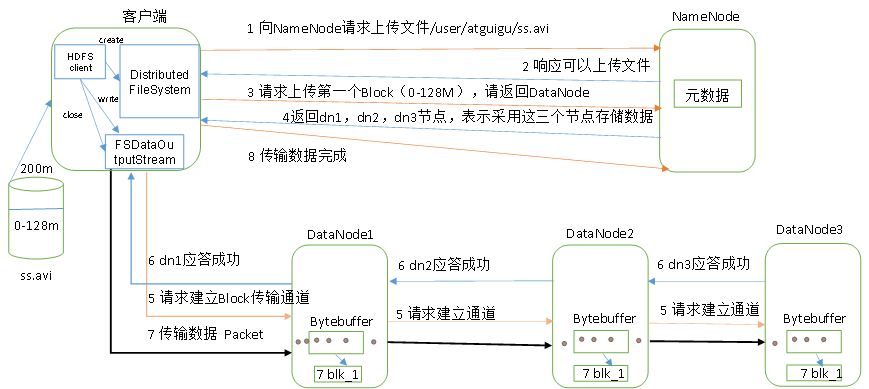 客户端
create
HDFS
client
Distributed
FileSystem
write
close
FSDataOu
tputStream
200m
0-128m
ss.avi
1 向NameNode请求上传文件/user/atguigu/ss.avi
2 响应可以上传文件
3 请求上传第一个Block（0-128M），请返回DataNode
4返回dn1，dn2，dn3节点，表示采用这三个节点存储数据
8 传输数据完成
NameNode
元数据
DataNode1
DataNode2
DataNode3
6 dn1应答成功
6 dn2应答成功
6 dn3应答成功
5 请求建立Block传输通道
5 请求建立通道
5 请求建立通道
7 传输数据 Packet
Bytebuffer
Bytebuffer
Bytebuffer
7 blk_1
7 blk_1
7 blk_1